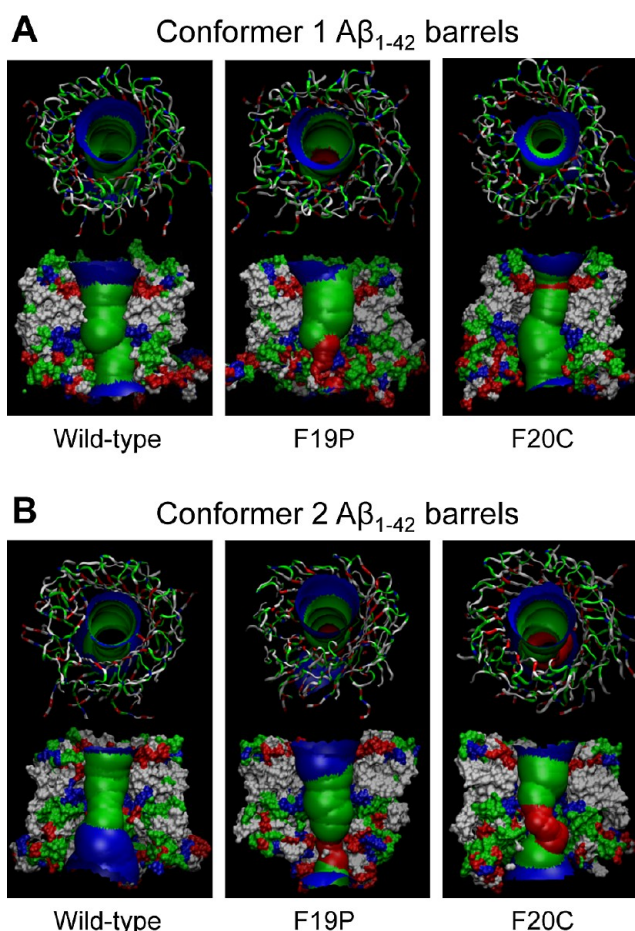 A Conformer 1 Aβ₁₋₄₂ barrels
Wild-type F19P F20C
B Conformer 2 Aβ₁₋₄₂ barrels
Wild-type F19P F20C